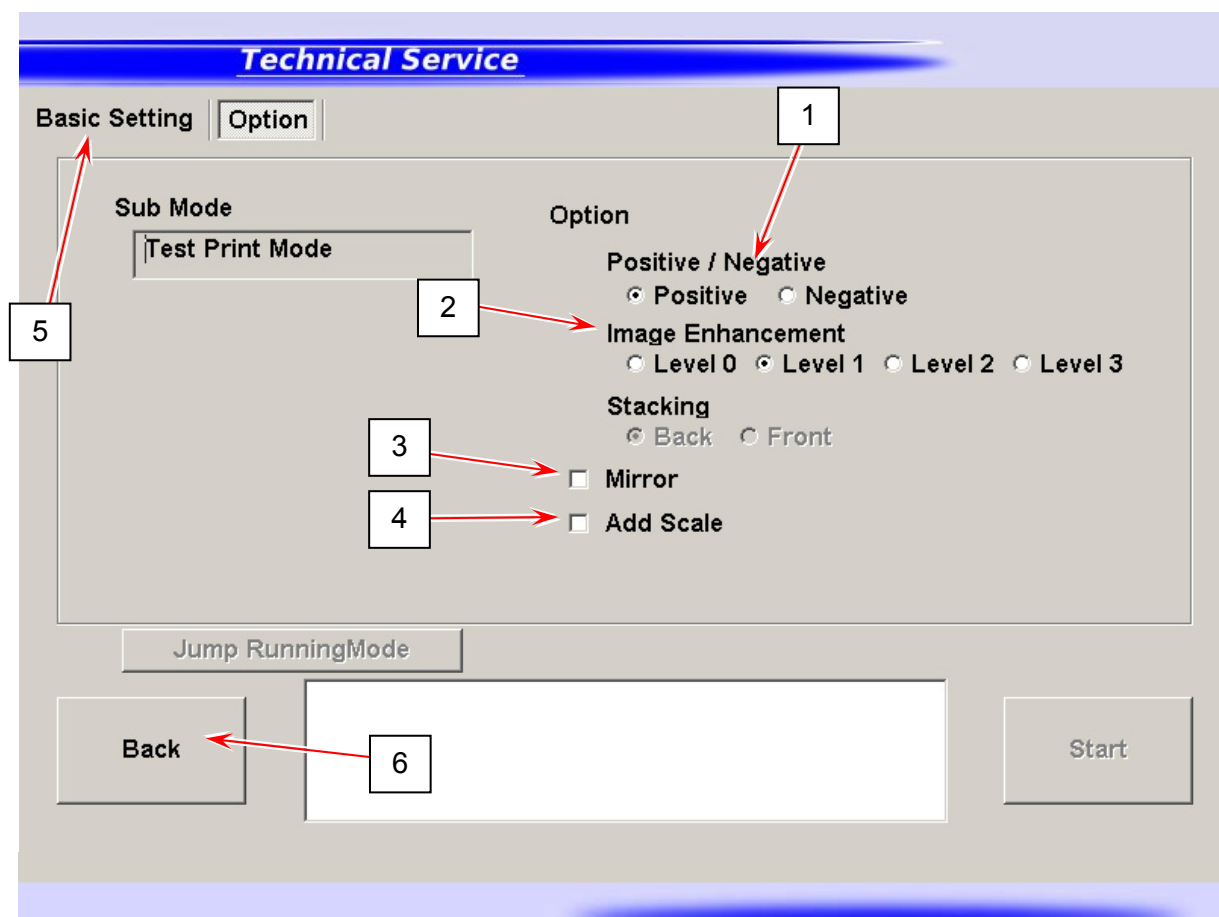 Technical Service
Basic Setting Option
1
Sub Mode
Test Print Mode
Option
Positive / Negative
Positive Negative
2
Image Enhancement
Level 0 Level 1 Level 2 Level 3
5
Stacking
Back Front
3
Mirror
4
Add Scale
Jump RunningMode
Back
6
Start